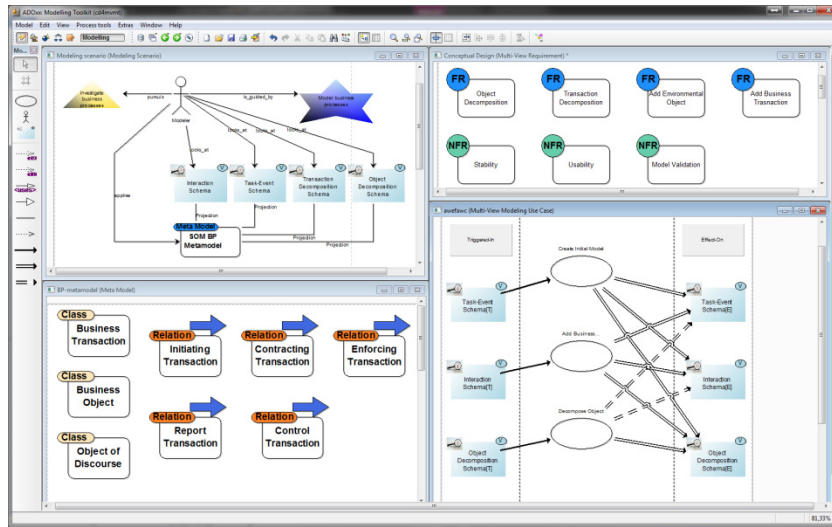 ADOxx Modelling Toolkit (cd4mvm)
Model Edit View Process tools Extras Window Help
Modelling
Mo...
Modeling scenario (Modeling Scenario)
Investigate
business
processes
pursuis
is_guided_by
Model business
processes
Modeler
looks_at
looks_at
looks_at
looks_at
applies
V
V
V
V
Interaction
Schema
Task-Event
Schema
Transaction
Decomposition
Schema
Object
Decomposition
Schema
Projection
Projection
Projection
Projection
Meta Model
SOM BP
Metamodel
Conceptual Design (Multi-View Requirement) *
FR
Object
Decomposition
FR
Transaction
Decomposition
FR
Add Environmental
Object
FR
Add Business
Trasnaction
NFR
Stability
NFR
Usability
NFR
Model Validation
BP-metamodel (Meta Model)
Class
Business
Transaction
Relation
Initiating
Transaction
Relation
Contracting
Transaction
Relation
Enforcing
Transaction
Class
Business
Object
Relation
Report
Transaction
Relation
Control
Transaction
Class
Object of
Discourse
awefawc (Multi-View Modeling Use Case)
Triggered-In
Effect-On
Create Initial Model
V
Task-Event
Schema[T]
V
Task-Event
Schema[E]
Add Business...
V
Interaction
Schema[T]
V
Interaction
Schema[E]
Decompose Object
V
Object
Decomposition
Schema[T]
V
Object
Decomposition
Schema[E]
81,33%